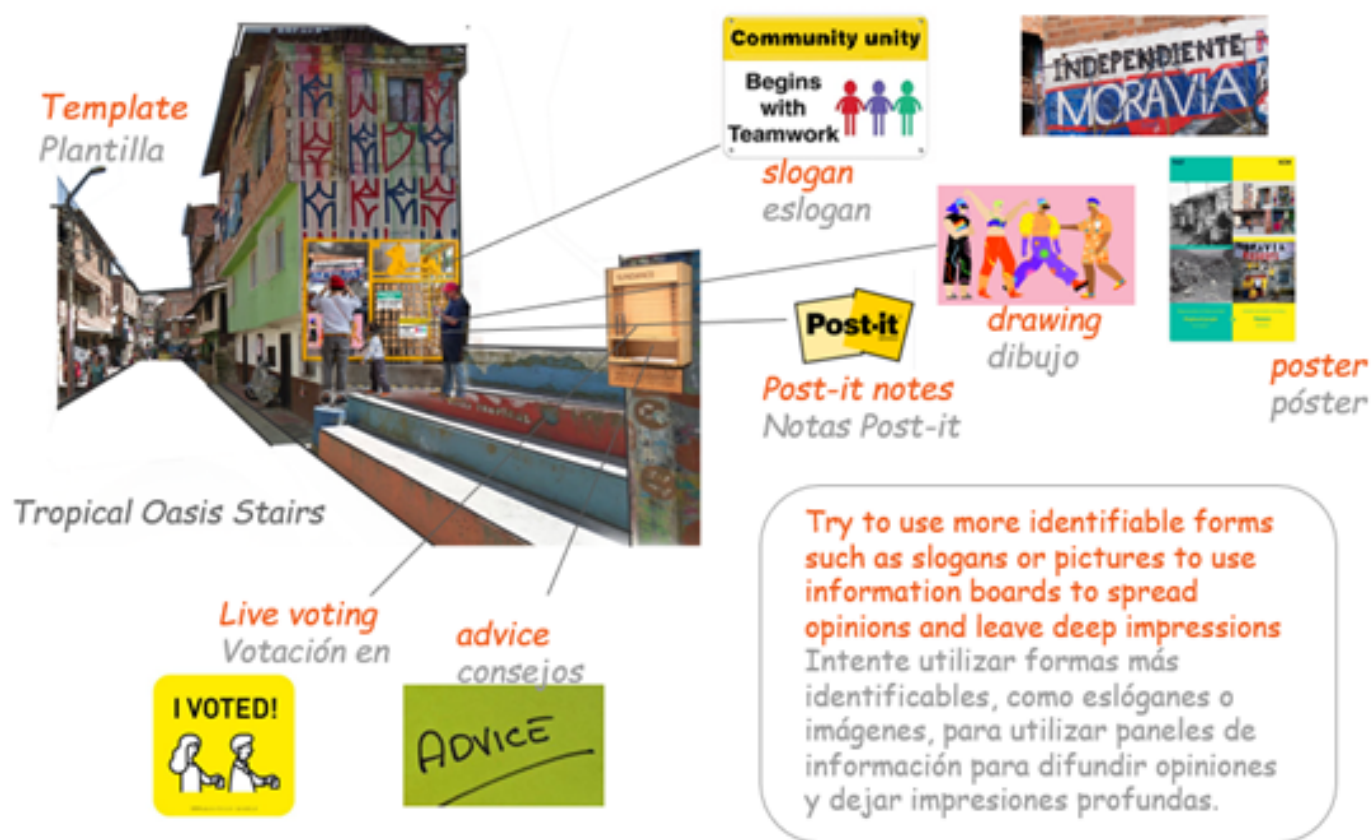 Template
Plantilla
Community unity
Begins
with
Teamwork
slogan
eslogan
INDEPENDIENTE
MORAVIA
SUNDANCE
Post-it
Post-it notes
Notas Post-it
drawing
dibujo
poster
póster
Tropical Oasis Stairs
Live voting
Votación en
I VOTED!
advice
consejos
ADVICE
Try to use more identifiable forms
such as slogans or pictures to use
information boards to spread
opinions and leave deep impressions
Intente utilizar formas más
identificables, como eslóganes o
imágenes, para utilizar paneles de
información para difundir opiniones
y dejar impresiones profundas.